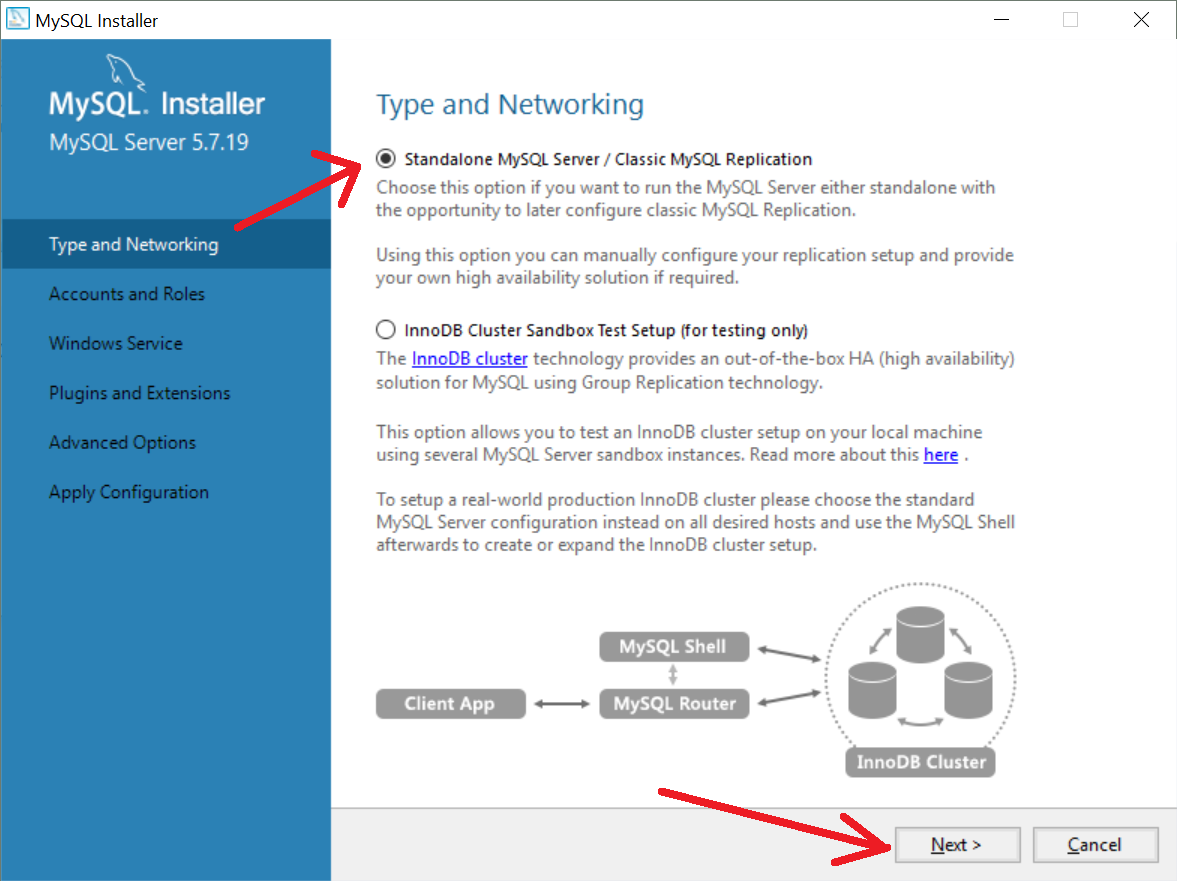 MySQL Installer
MySQL. Installer
MySQL Server 5.7.19
Type and Networking
Accounts and Roles
Windows Service
Plugins and Extensions
Advanced Options
Apply Configuration
Type and Networking
Standalone MySQL Server / Classic MySQL Replication
Choose this option if you want to run the MySQL Server either standalone with
the opportunity to later configure classic MySQL Replication.
Using this option you can manually configure your replication setup and provide
your own high availability solution if required.
InnoDB Cluster Sandbox Test Setup (for testing only)
The InnoDB cluster technology provides an out-of-the-box HA (high availability)
solution for MySQL using Group Replication technology.
This option allows you to test an InnoDB cluster setup on your local machine
using several MySQL Server sandbox instances. Read more about this here .
To setup a real-world production InnoDB cluster please choose the standard
MySQL Server configuration instead on all desired hosts and use the MySQL Shell
afterwards to create or expand the InnoDB cluster setup.
MySQL Shell
Client App
MySQL Router
InnoDB Cluster
Next >
Cancel